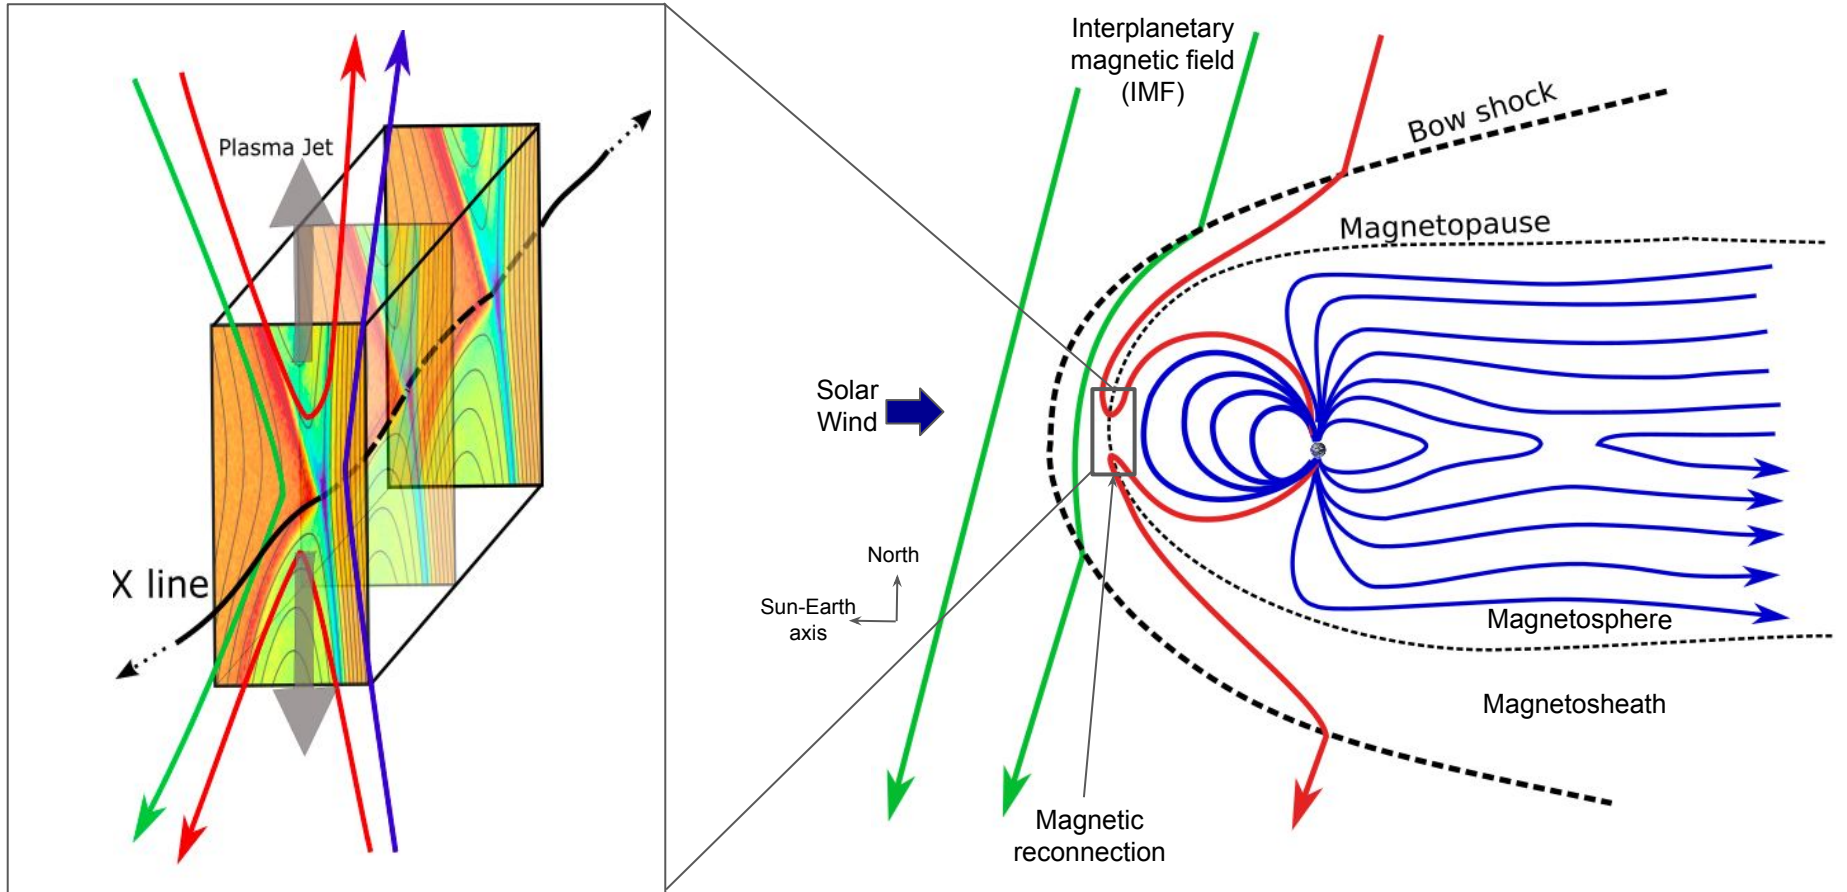 Plasma Jet
X line
Interplanetary
magnetic field
(IMF)
Bow shock
Magnetopause
Solar
Wind
North
Sun-Earth
axis
Magnetosphere
Magnetosheath
Magnetic
reconnection